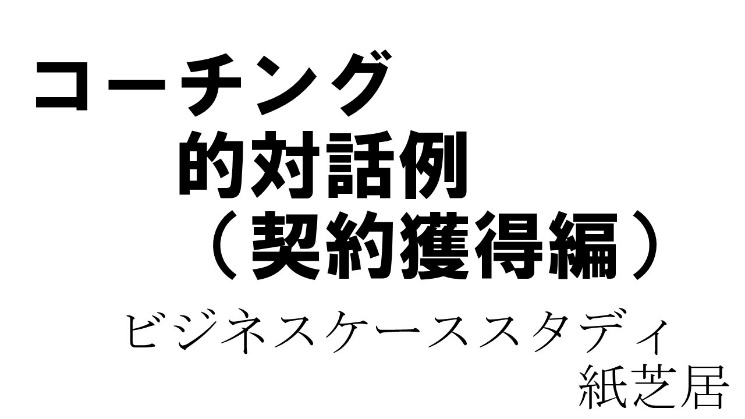 コーチング
的対話例
（契約獲得編）
ビジネスケーススタディ
紙芝居